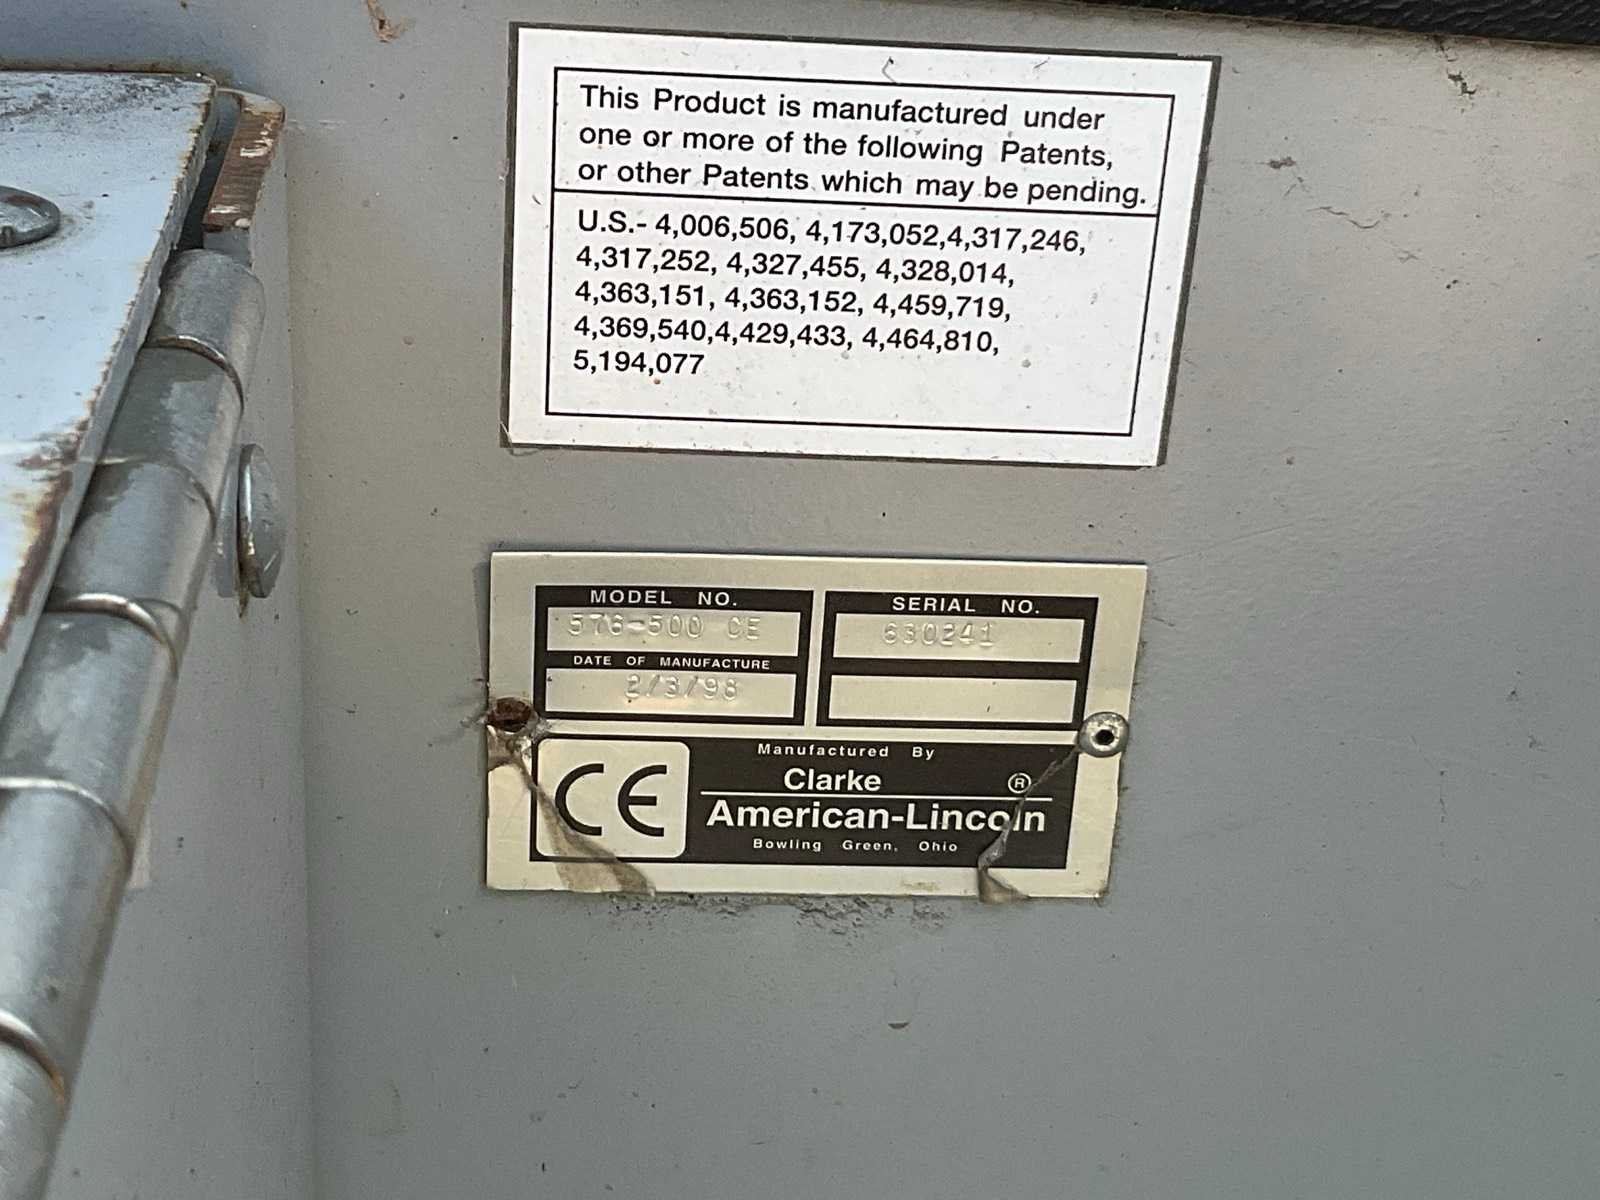 This Product is manufactured under
one or more of the following Patents,
or other Patents which may be pending.
U.S.- 4,006,506, 4,173,052,4,317,246,
4,317,252, 4,327,455, 4,328,014,
4,363,151, 4,363,152, 4,459,719,
4,369,540,4,429,433, 4,464,810,
5,194,077
MODEL NO.
576-500 CE
SERIAL NO.
630241
DATE OF MANUFACTURE
2/3/98
CE
Manufactured By
Clarke ®
American-Lincoln
Bowling Green, Ohio